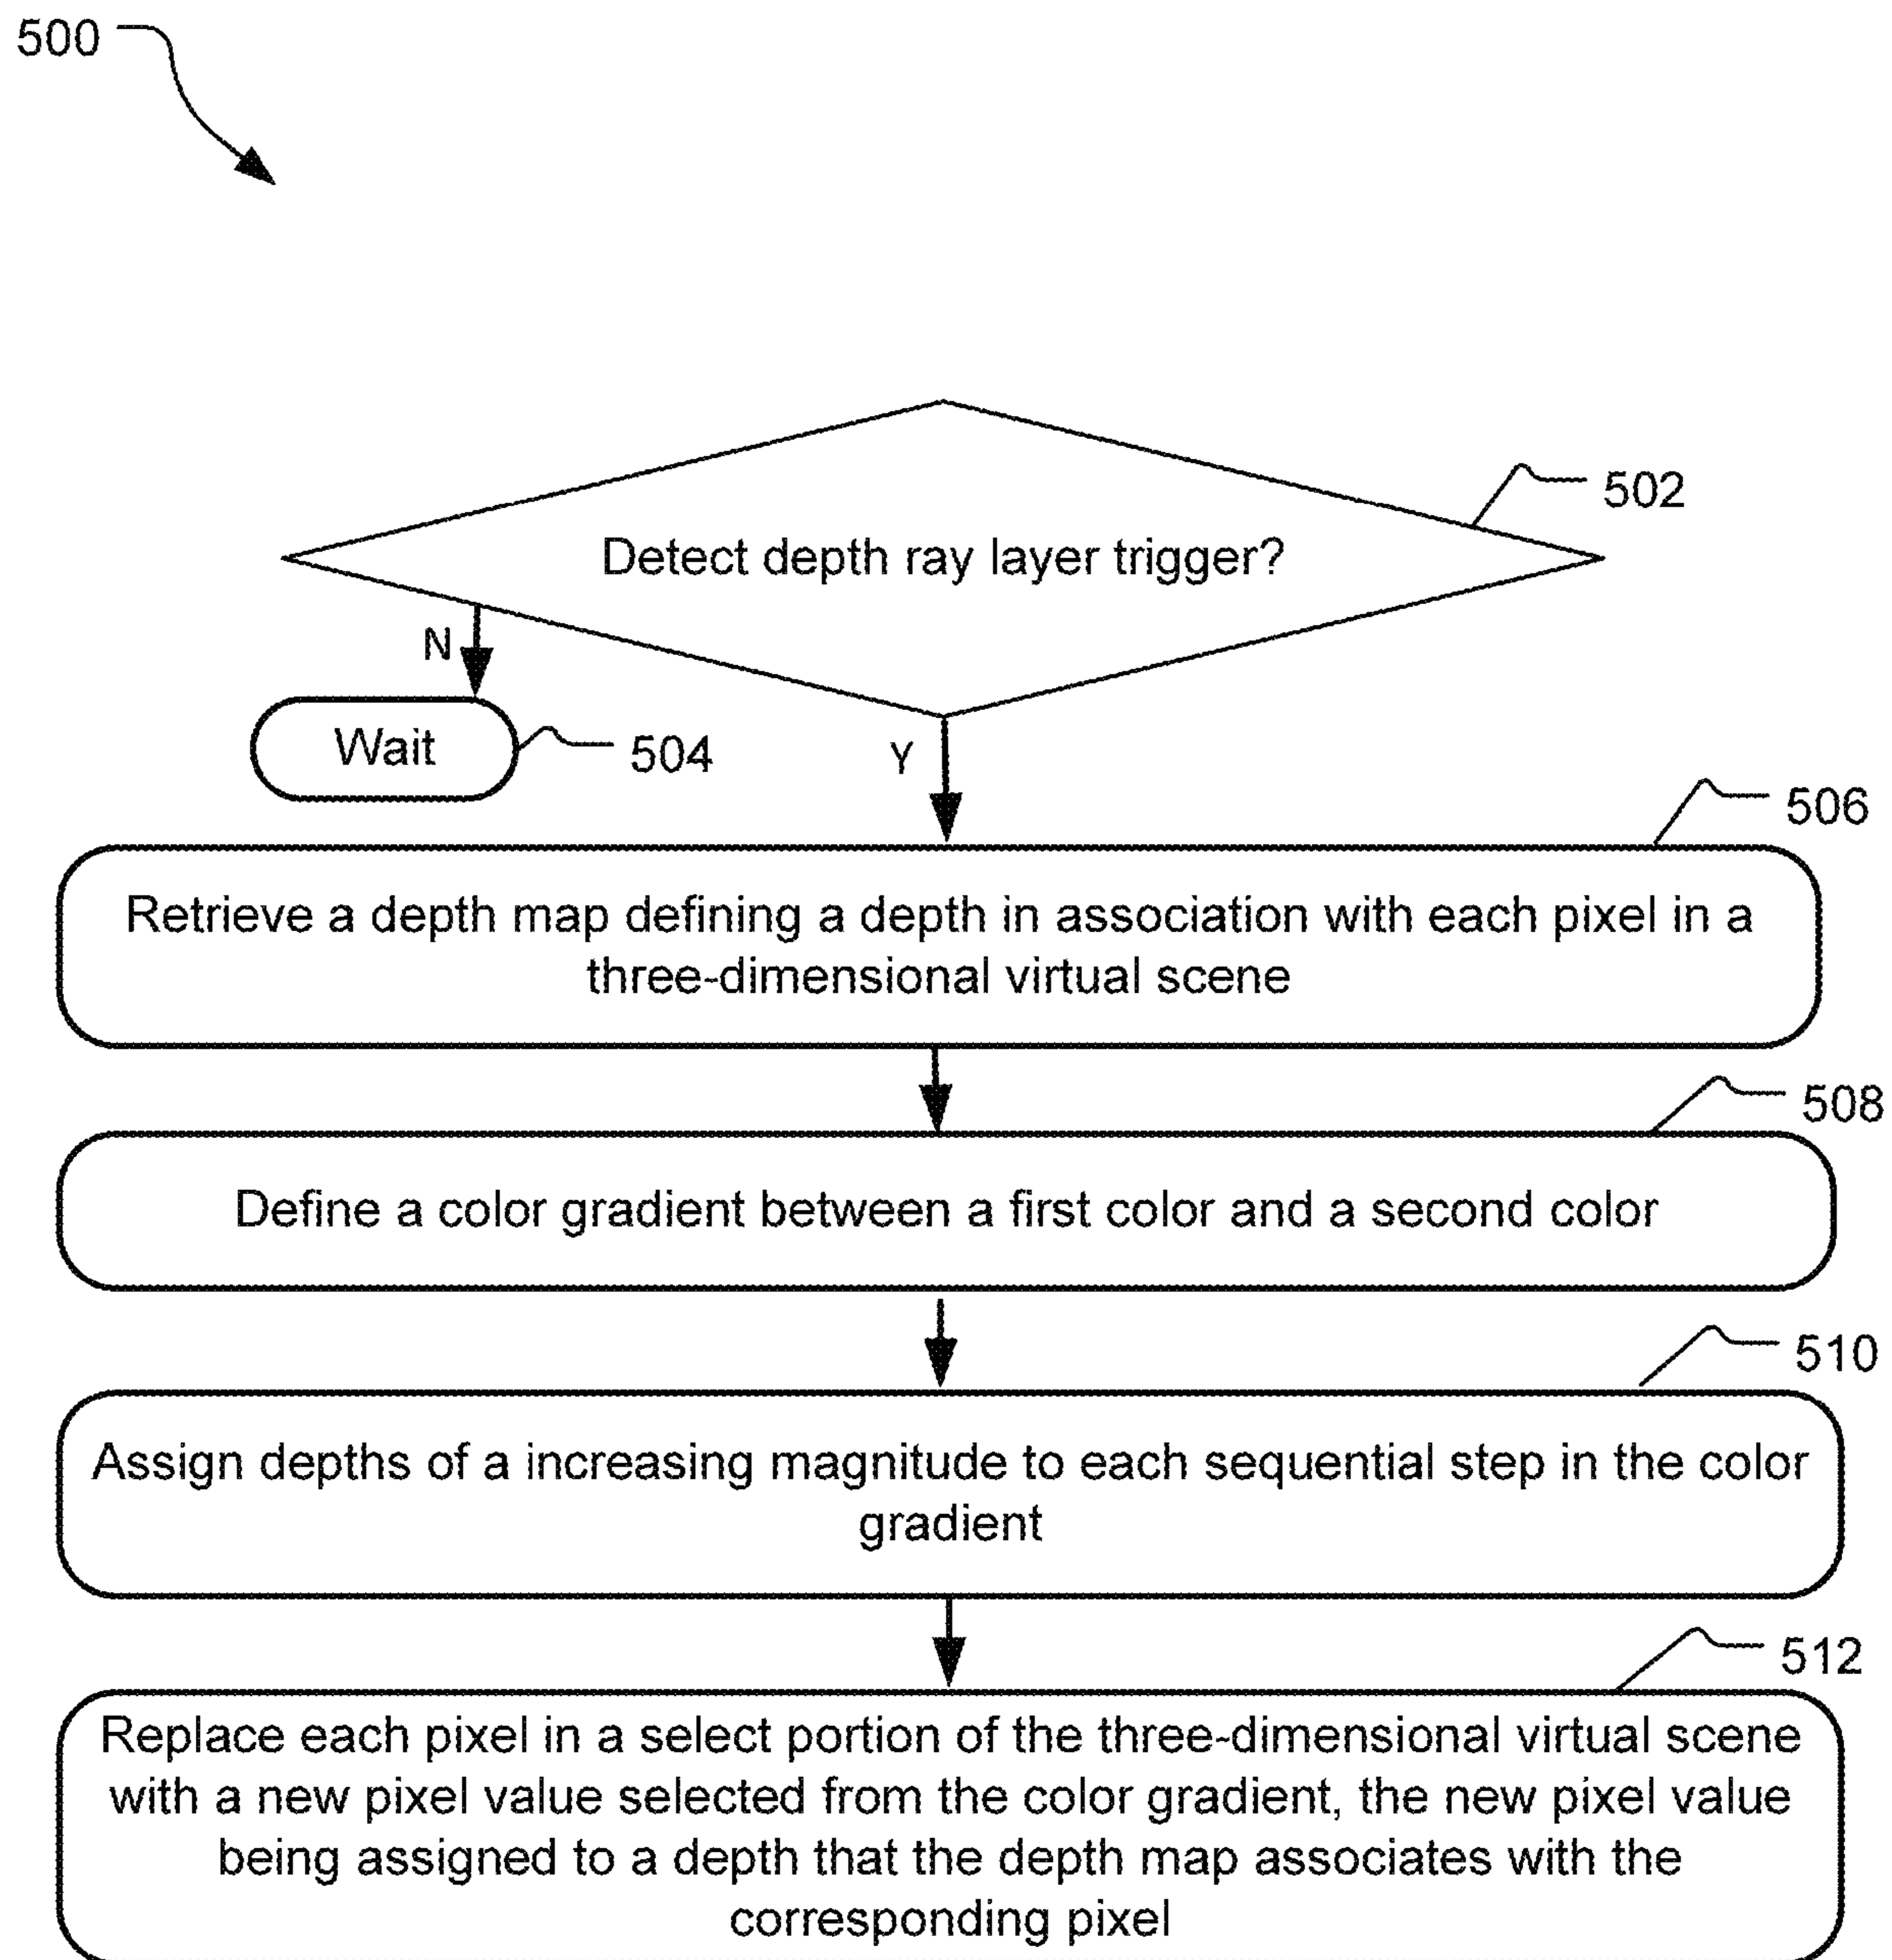 500
502
Detect depth ray layer trigger?
N
Wait
504
Y
506
Retrieve a depth map defining a depth in association with each pixel in a
three-dimensional virtual scene
508
Define a color gradient between a first color and a second color
510
Assign depths of a increasing magnitude to each sequential step in the color
gradient
512
Replace each pixel in a select portion of the three-dimensional virtual scene
with a new pixel value selected from the color gradient, the new pixel value
being assigned to a depth that the depth map associates with the
corresponding pixel